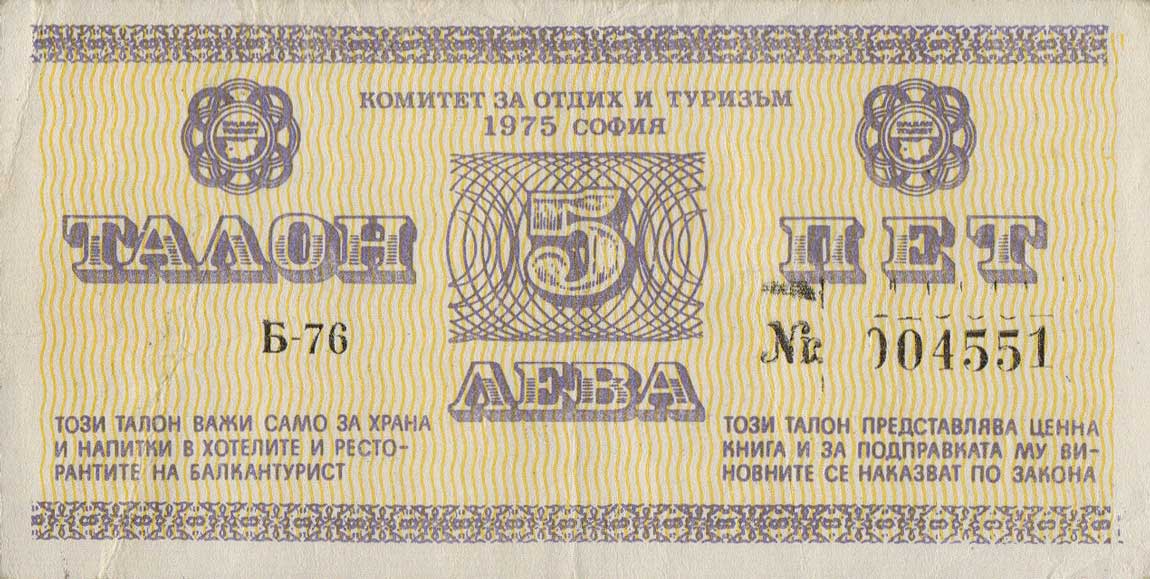 КОМИТЕТ ЗА ОТДИХ И ТУРИЗЪМ
1975 СОФИЯ
ТАЛОН
5
ПЕТ
Б-76
№ 004551
ЛЕВА
ТОЗИ ТАЛОН ВАЖИ САМО ЗА ХРАНА
И НАПИТКИ В ХОТЕЛИТЕ И РЕСТО-
РАНТИТЕ НА БАЛКАНТУРИСТ
ТОЗИ ТАЛОН ПРЕДСТАВЛЯВА ЦЕННА
КНИГА И ЗА ПОДПРАВКАТА МУ ВИ-
НОВНИТЕ СЕ НАКАЗВАТ ПО ЗАКОНА